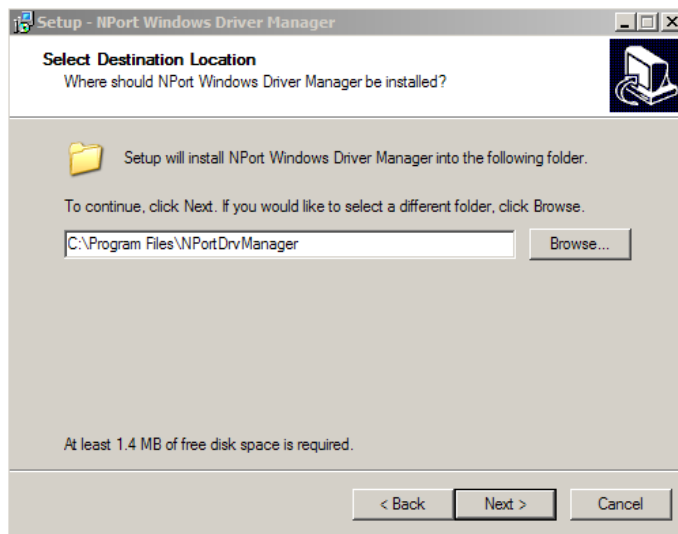 Setup - NPort Windows Driver Manager
Select Destination Location
Where should NPort Windows Driver Manager be installed?
Setup will install NPort Windows Driver Manager into the following folder.
To continue, click Next. If you would like to select a different folder, click Browse.
C:\Program Files\NPortDrvManager
Browse...
At least 1.4 MB of free disk space is required.
< Back
Next >
Cancel